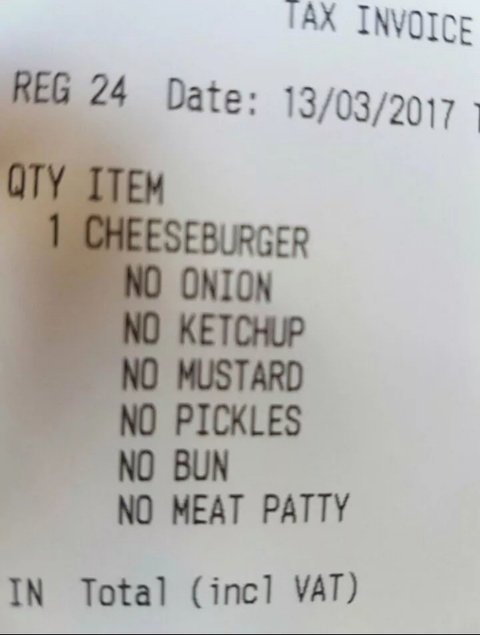 TAX INVOICE
REG 24 Date: 13/03/2017
QTY ITEM
1 CHEESEBURGER
NO ONION
NO KETCHUP
NO MUSTARD
NO PICKLES
NO BUN
NO MEAT PATTY
IN Total (incl VAT)